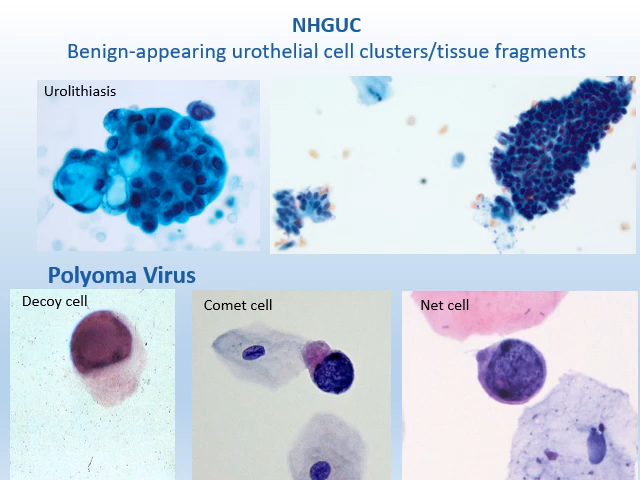 NHGUC
Benign-appearing urothelial cell clusters/tissue fragments
Urolithiasis
Polyoma Virus
Decoy cell
Comet cell
Net cell